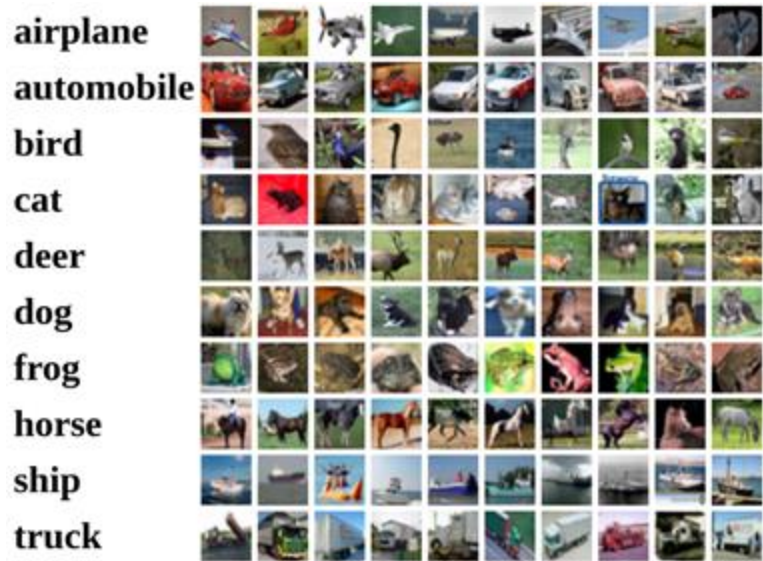 airplane
automobile
bird
cat
deer
dog
frog
horse
ship
truck